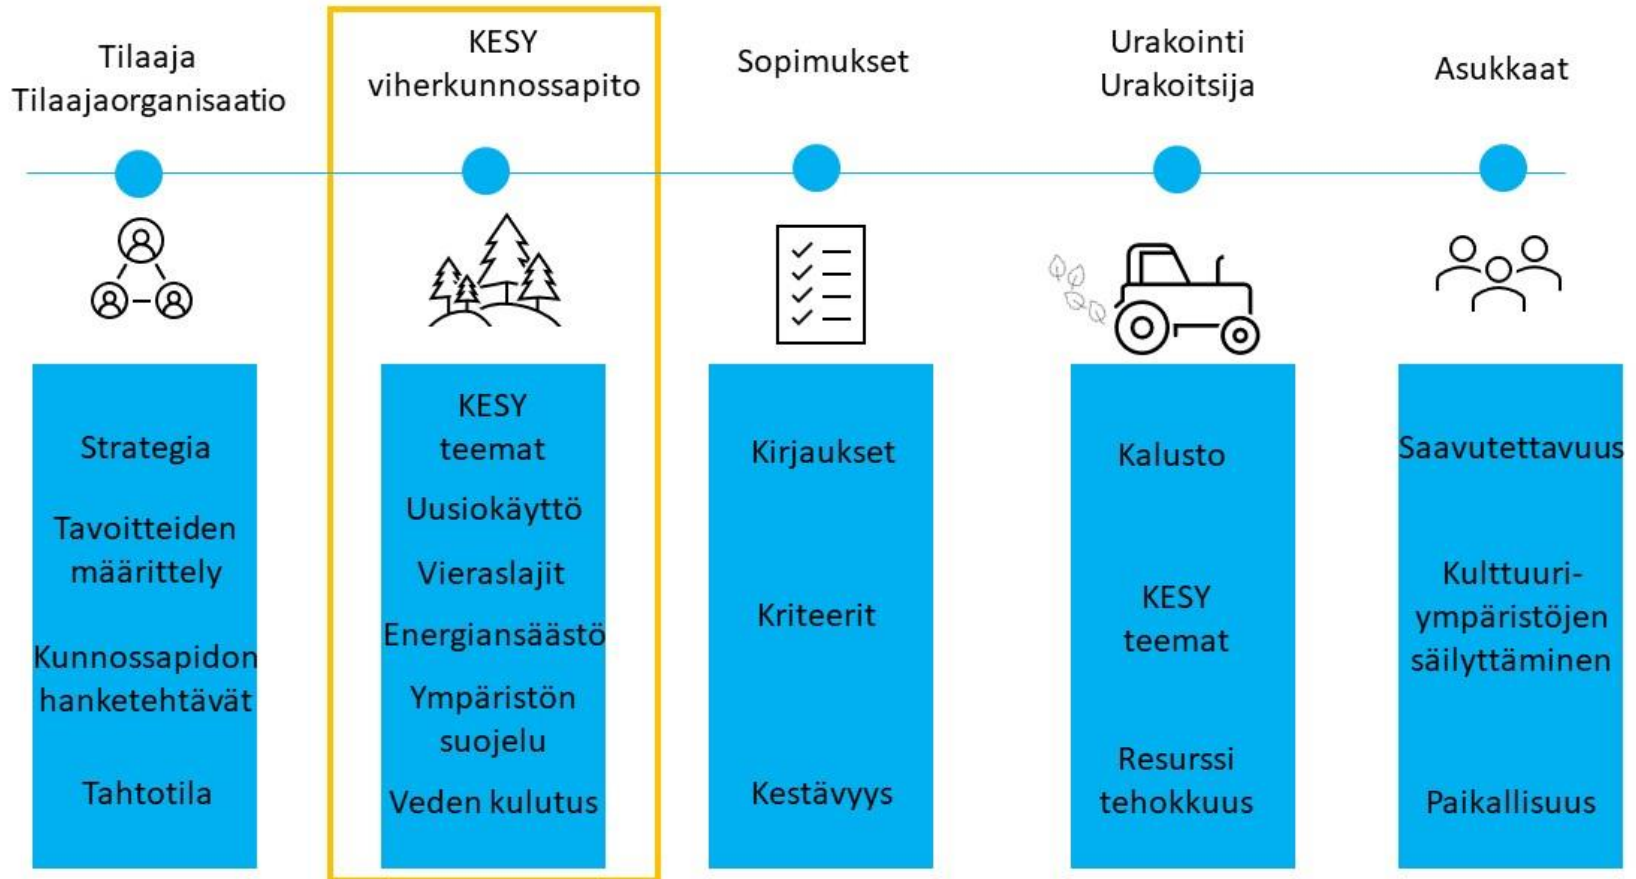 Tilaaja
Tilaajaorganisaatio
KESY
viherkunnossapito
Sopimukset
Urakointi
Urakoitsija
Asukkaat
Strategia
Tavoitteiden
määrittely
Kunnossapidon
hanketehtävät
Tahtotila
KESY
teemat
Uusiokäyttö
Vieraslajit
Energiansäästö
Ympäristön
suojelu
Veden kulutus
Kirjaukset
Kriteerit
Kestävyys
Kalusto
KESY
teemat
Resurssi
tehokkuus
Saavutettavuus
Kulttuuri-
ympäristöjen
säilyttäminen
Paikallisuus